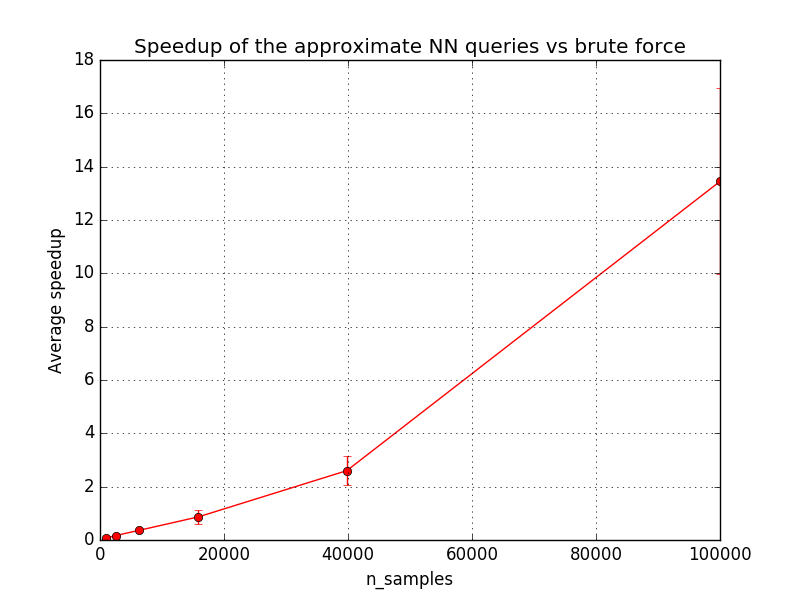 Speedup of the approximate NN queries vs brute force
18
16
14
12
10
8
6
4
2
0
Average speedup
0 20000 40000 60000 80000 100000
n_samples